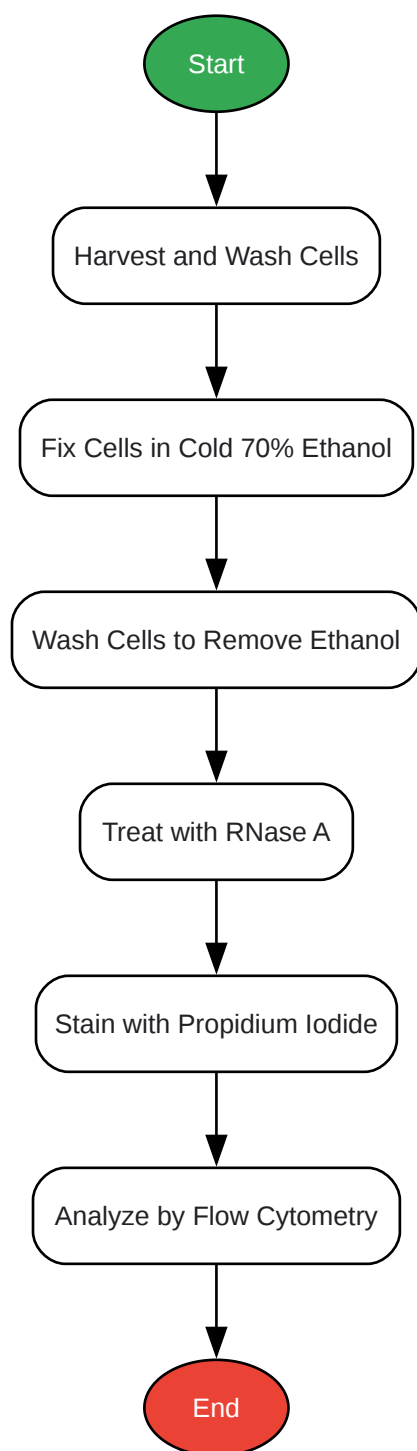 Start
Harvest and Wash Cells
Fix Cells in Cold 70% Ethanol
Wash Cells to Remove Ethanol
Treat with RNase A
Stain with Propidium Iodide
Analyze by Flow Cytometry
End